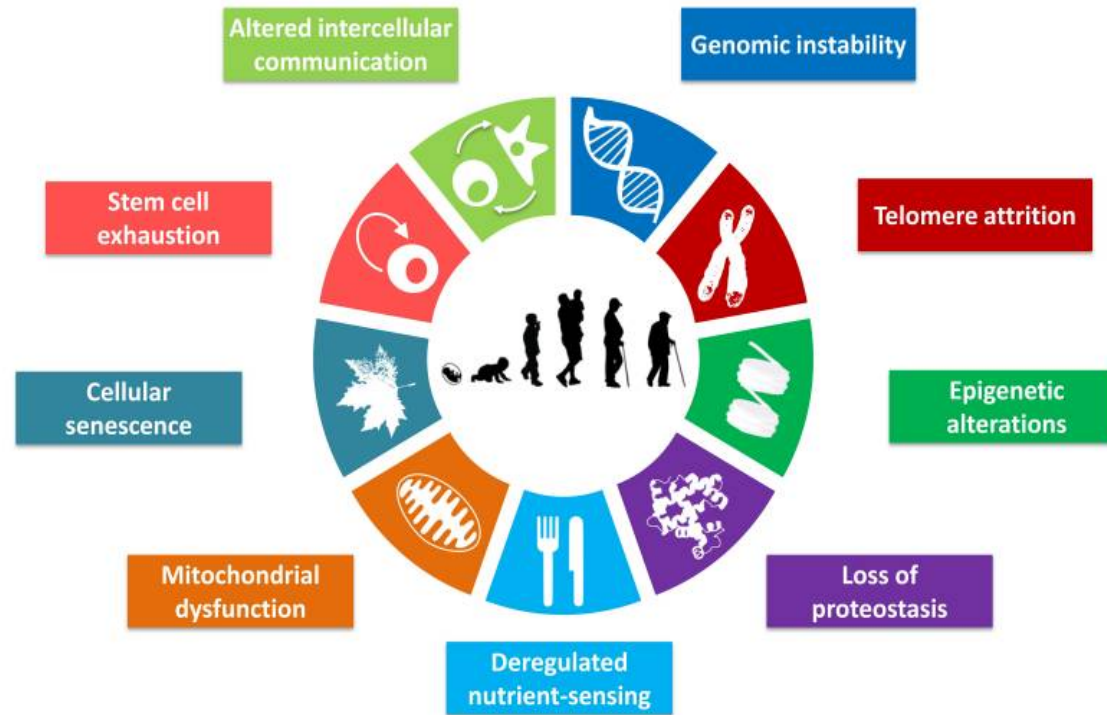 Altered intercellular
communication
Genomic instability
Stem cell
exhaustion
Telomere attrition
Cellular
senescence
Epigenetic
alterations
Mitochondrial
dysfunction
Loss of
proteostasis
Deregulated
nutrient-sensing